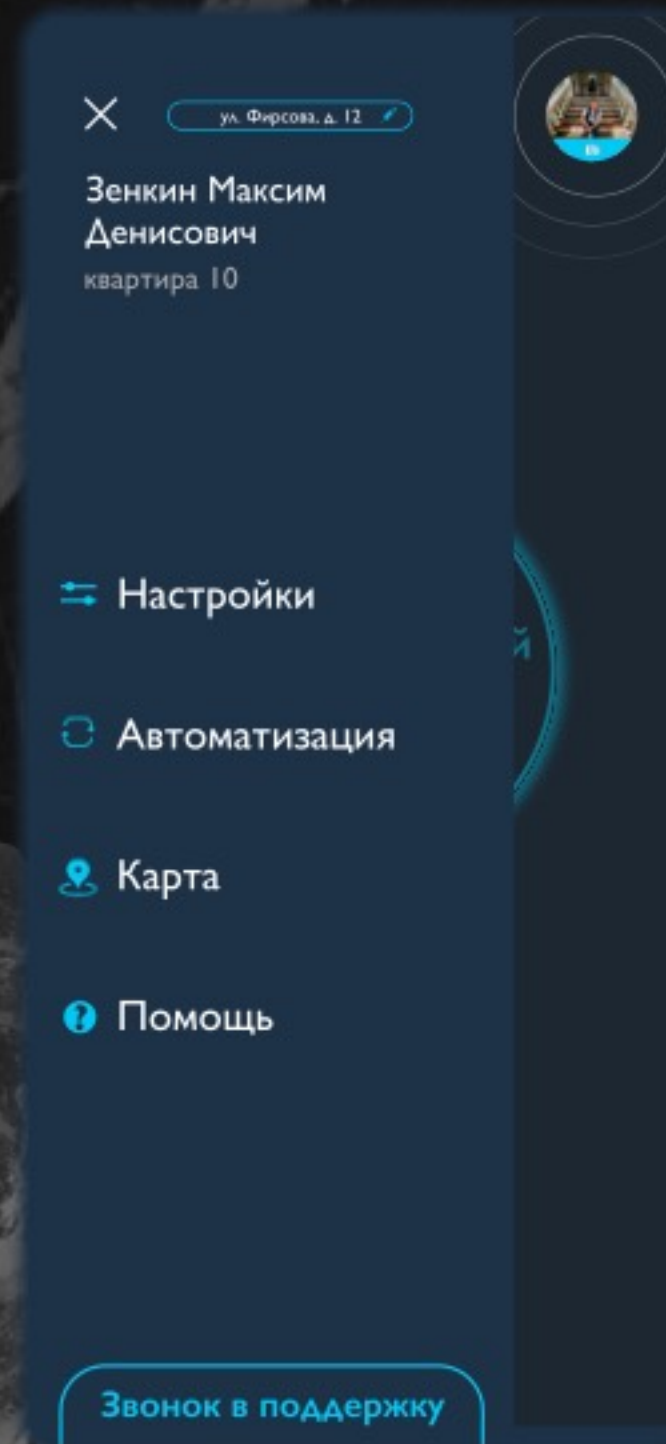 ул. Фирсова, д. 12
Зенкин Максим
Денисович
квартира 10
Настройки
й
Автоматизация
Карта
Помощь
Звонок в поддержку